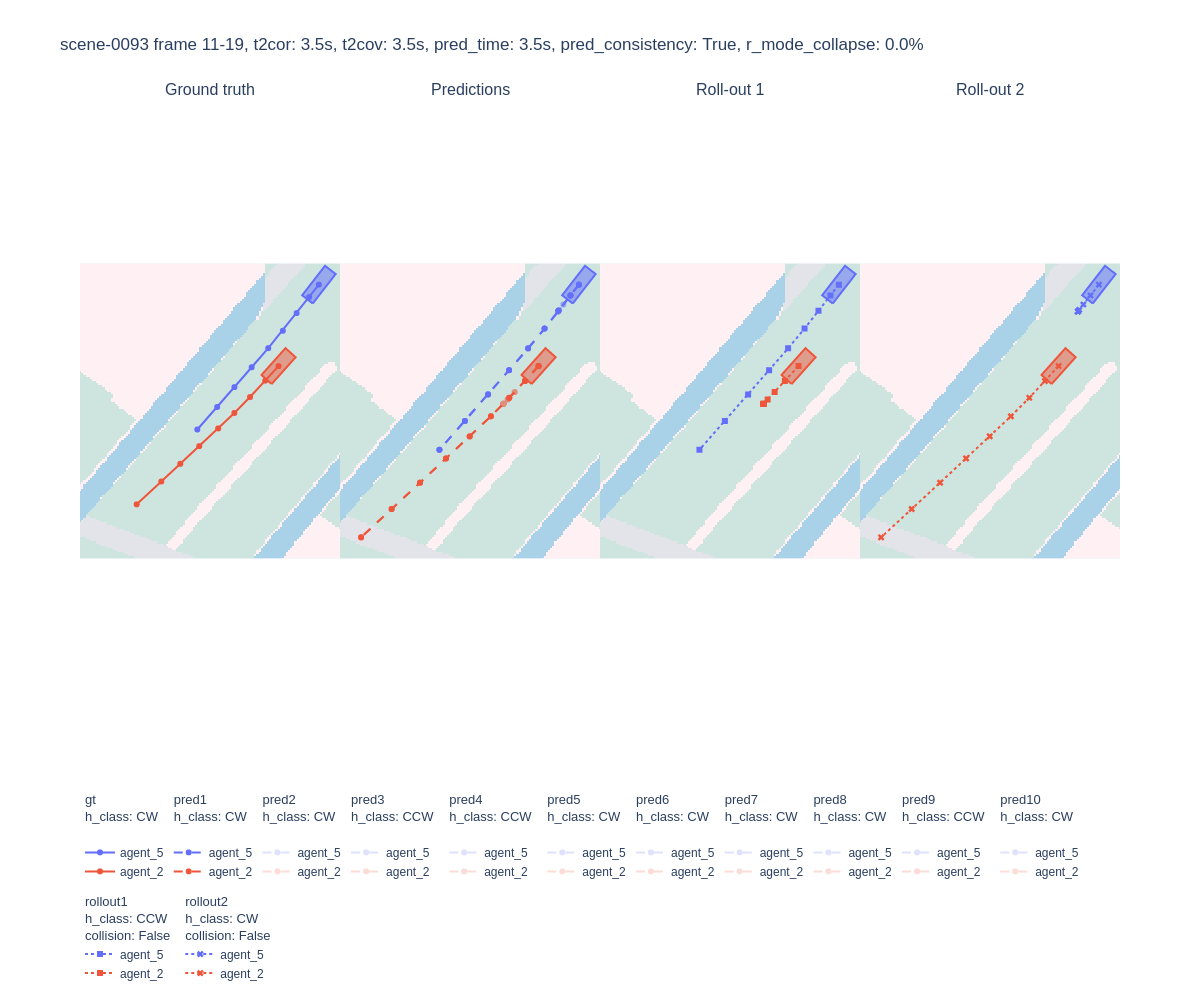 scene-0093 frame 11-19, t2cor: 3.5s, t2cov: 3.5s, pred_time: 3.5s, pred_consistency: True, r_mode_collapse: 0.0%
Ground truth Predictions Roll-out 1 Roll-out 2
gt pred1 pred2 pred3 pred4 pred5 pred6 pred7 pred8 pred9 pred10
h_class: CW h_class: CW h_class: CW h_class: CCW h_class: CCW h_class: CW h_class: CW h_class: CW h_class: CW h_class: CCW h_class: CW
agent_5 agent_5 agent_5 agent_5 agent_5 agent_5 agent_5 agent_5 agent_5 agent_5 agent_5
agent_2 agent_2 agent_2 agent_2 agent_2 agent_2 agent_2 agent_2 agent_2 agent_2 agent_2
rollout1 rollout2
h_class: CCW h_class: CW
collision: False collision: False
agent_5 agent_5
agent_2 agent_2